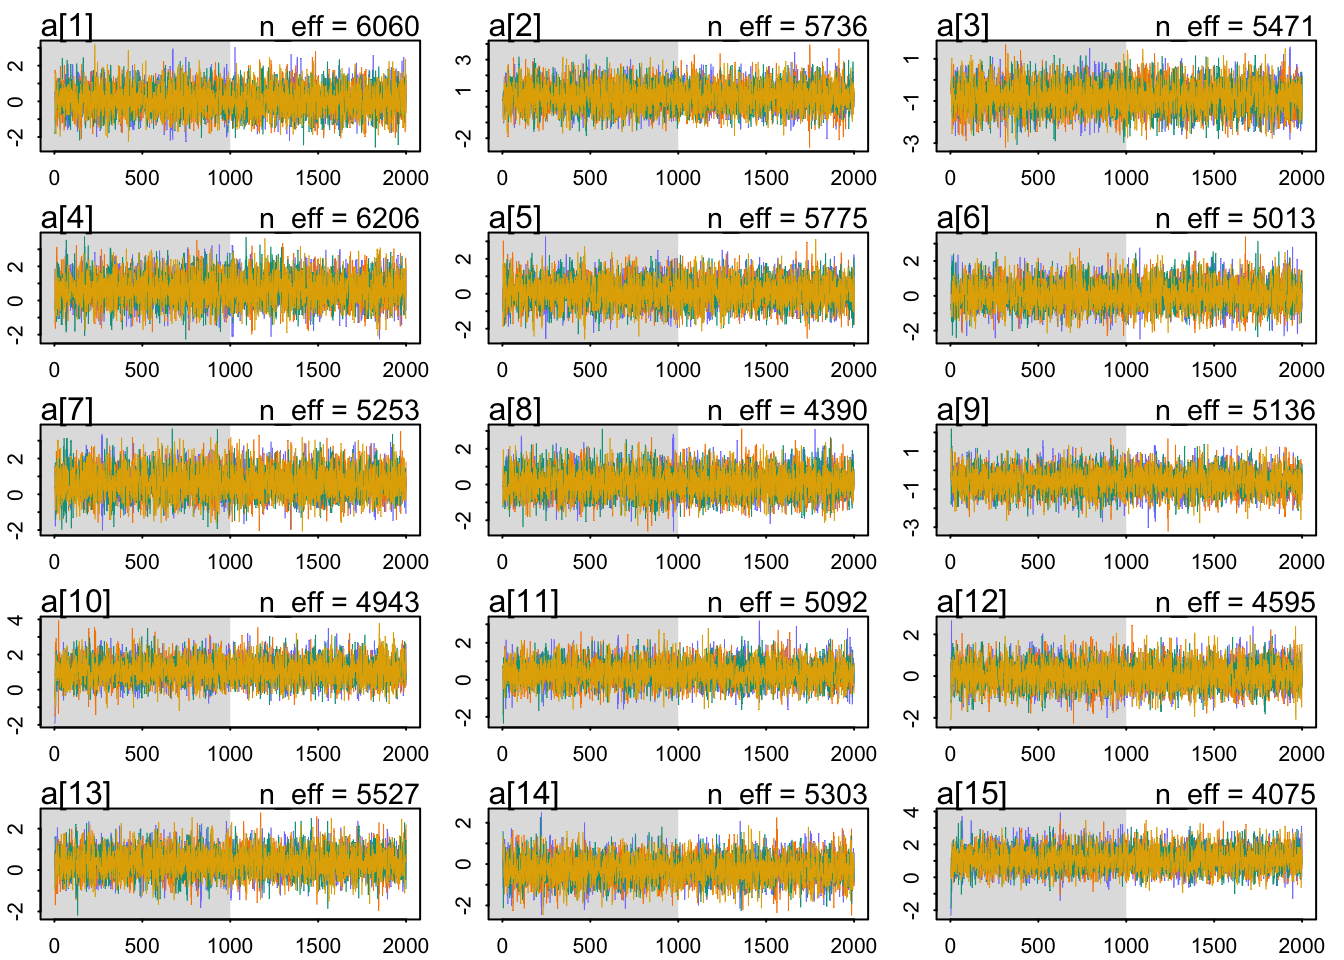 a[1] n_eff = 6060 a[2] n_eff = 5736 a[3] n_eff = 5471
2 0 -2 3 1 -2 1 -1 -3
0 500 1000 1500 2000 0 500 1000 1500 2000 0 500 1000 1500 2000
a[4] n_eff = 6206 a[5] n_eff = 5775 a[6] n_eff = 5013
2 0 -2 2 0 -2 2 0 -2
0 500 1000 1500 2000 0 500 1000 1500 2000 0 500 1000 1500 2000
a[7] n_eff = 5253 a[8] n_eff = 4390 a[9] n_eff = 5136
2 0 -2 2 0 -2 1 -1 -3
0 500 1000 1500 2000 0 500 1000 1500 2000 0 500 1000 1500 2000
a[10] n_eff = 4943 a[11] n_eff = 5092 a[12] n_eff = 4595
4 2 0 -2 2 0 -2 2 0 -2
0 500 1000 1500 2000 0 500 1000 1500 2000 0 500 1000 1500 2000
a[13] n_eff = 5527 a[14] n_eff = 5303 a[15] n_eff = 4075
2 0 -2 2 0 -2 4 2 0 -2
0 500 1000 1500 2000 0 500 1000 1500 2000 0 500 1000 1500 2000